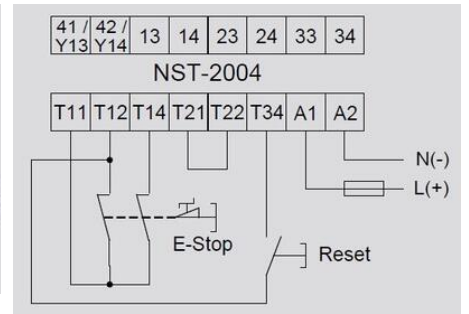 41 / 42 / 13 14 23 24 33 34
Y13 Y14
NST-2004
T11 T12 T14 T21 T22 T34 A1 A2
N(-)
L(+)
E-Stop
Reset